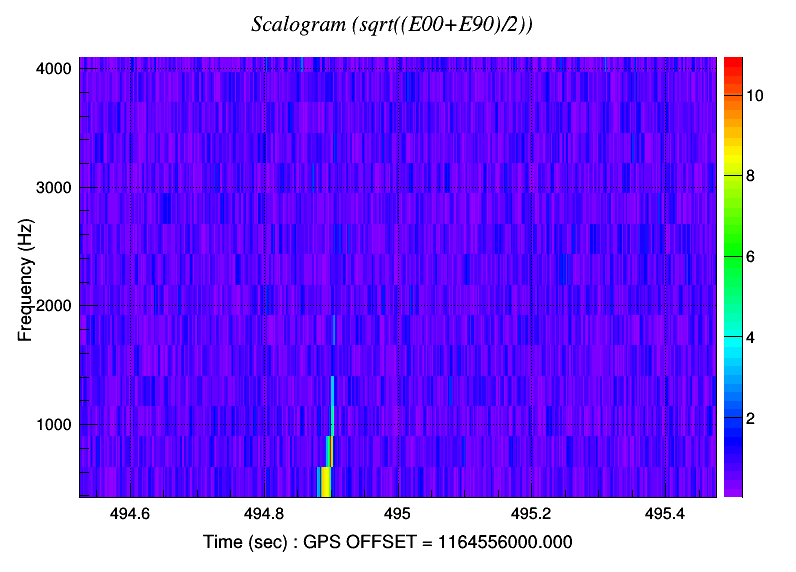 Scalogram (sqrt((E00+E90)/2))
4000
3000
2000
1000
Frequency (Hz)
10
8
6
4
2
494.6 494.8 495 495.2 495.4
Time (sec) : GPS OFFSET = 1164556000.000